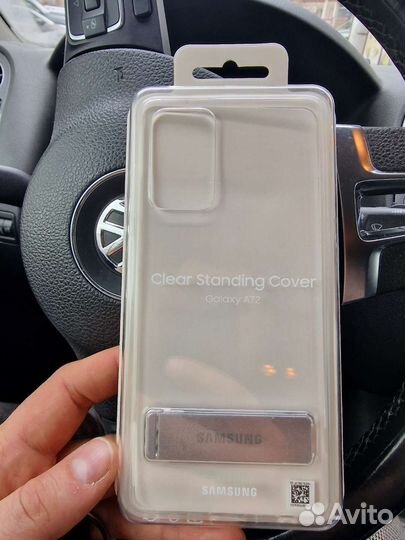 Clear Standing Cover
Galaxy A72
SAMSUNG
SAMSUNG
Avito